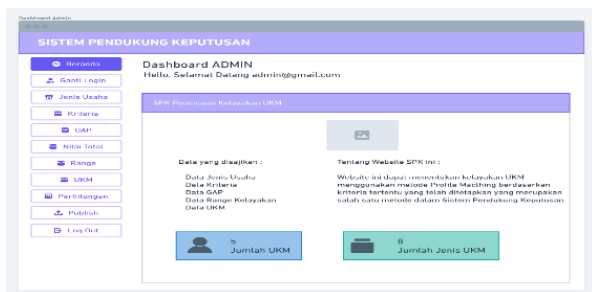 Dashboard admin
SISTEM PENDUKUNG KEPUTUSAN
Beranda
Ganti Login
Jenis Usaha
Kriteria
GAP
Nilai Total
Range
UKM
Perhitungan
Publish
Log Out
Dashboard ADMIN
Hello, Selamat Datang admin@gmail.com
SPK Penentuan Kelayakan UKM
Data yang disajikan :
Data Jenis Usaha
Data Kriteria
Data GAP
Data Range Kelayakan
Data UKM
Tentang Website SPK ini :
Website ini dapat menentukan kelayakan UKM
menggunakan metode Profile Macthing berdasarkan
kriteria tertentu yang telah ditetapkan yang merupakan
salah satu metode dalam Sistem Pendukung Keputusan
5
Jumlah UKM
8
Jumlah Jenis UKM